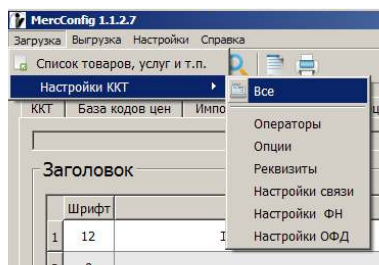 MercConfig 1.1.2.7
Загрузка Выгрузка Настройки Справка
Список товаров, услуг и т.п.
Настройки ККТ
Все
ККТ База кодов цен Импо
Операторы
Опции
Реквизиты
Настройки связи
Настройки ФН
Настройки ОФД
Заголовок
Шрифт
1 12